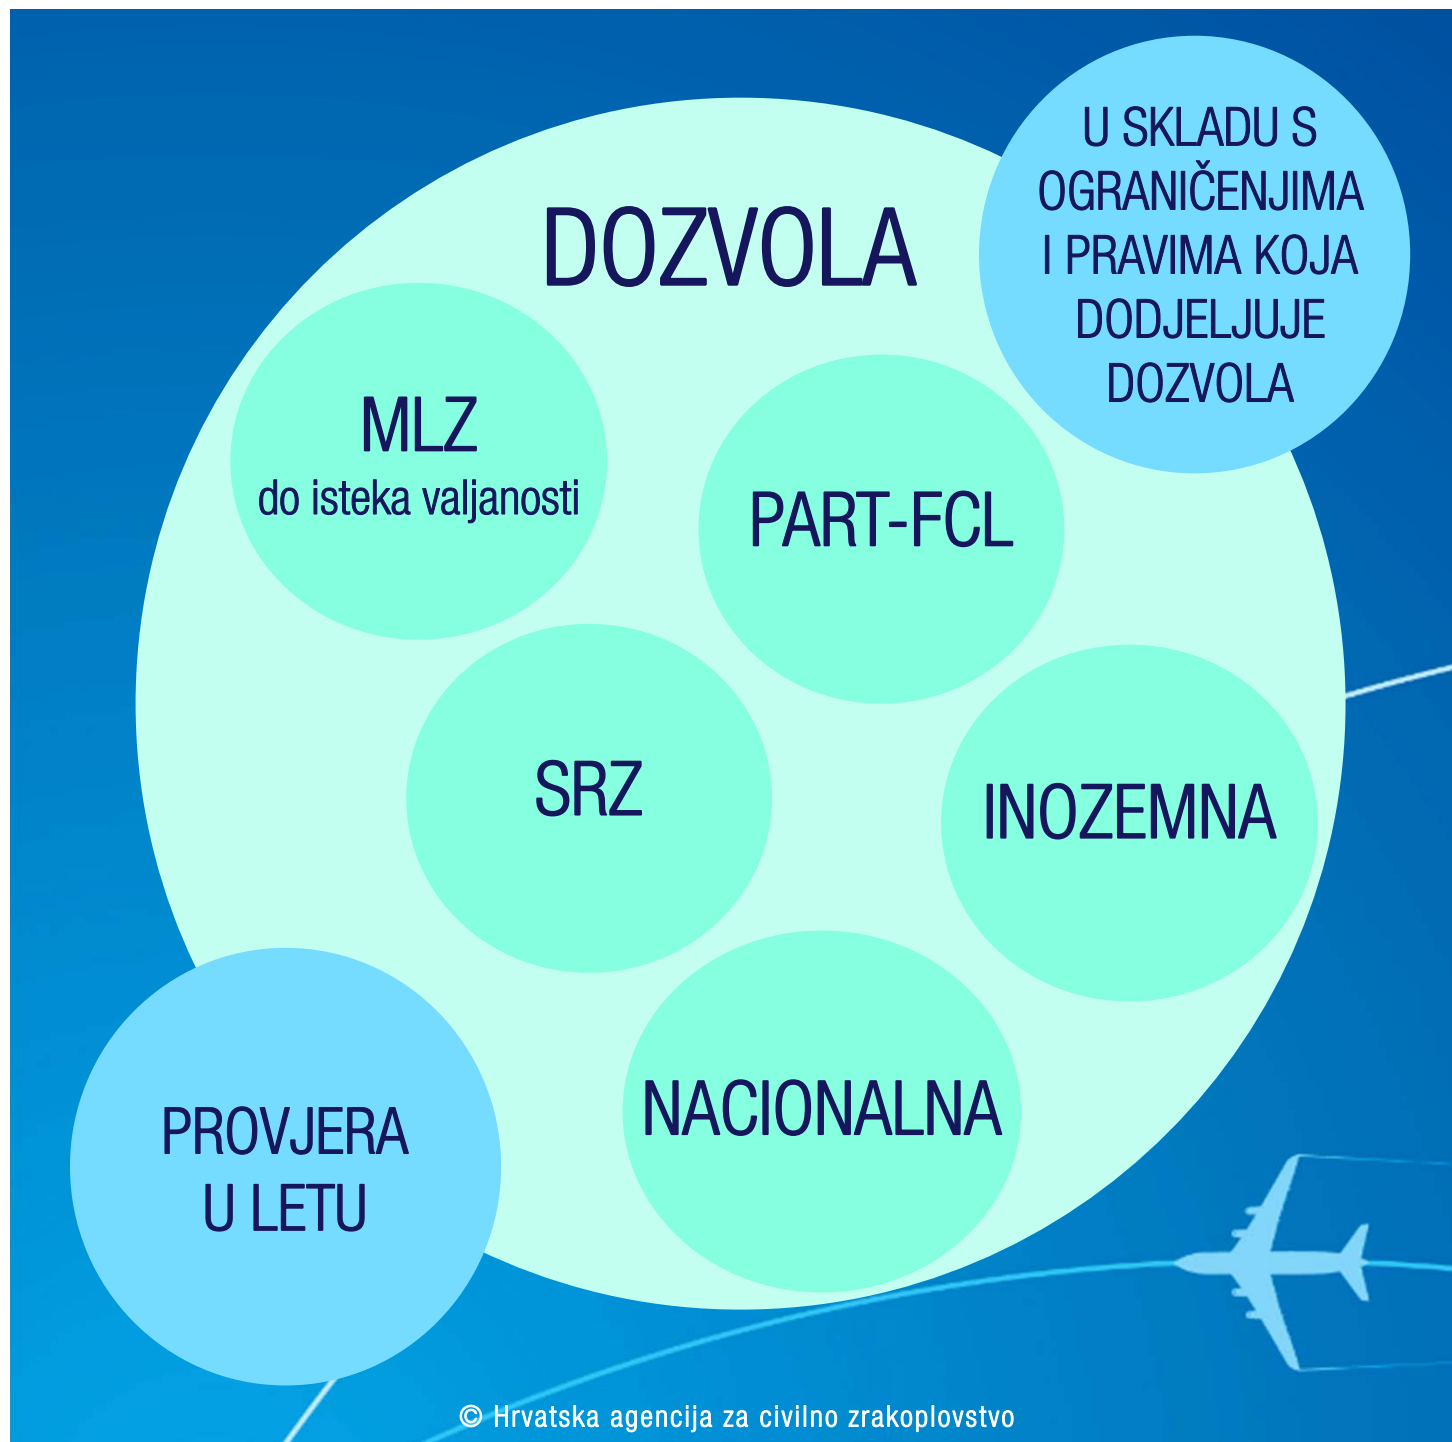 DOZVOLA
U SKLADU S
OGRANIČENJIMA
I PRAVIMA KOJA
DODJELJUJE
DOZVOLA
MLZ
do isteka valjanosti
PART-FCL
SRZ
INOZEMNA
NACIONALNA
PROVJERA
U LETU
© Hrvatska agencija za civilno zrakoplovstvo